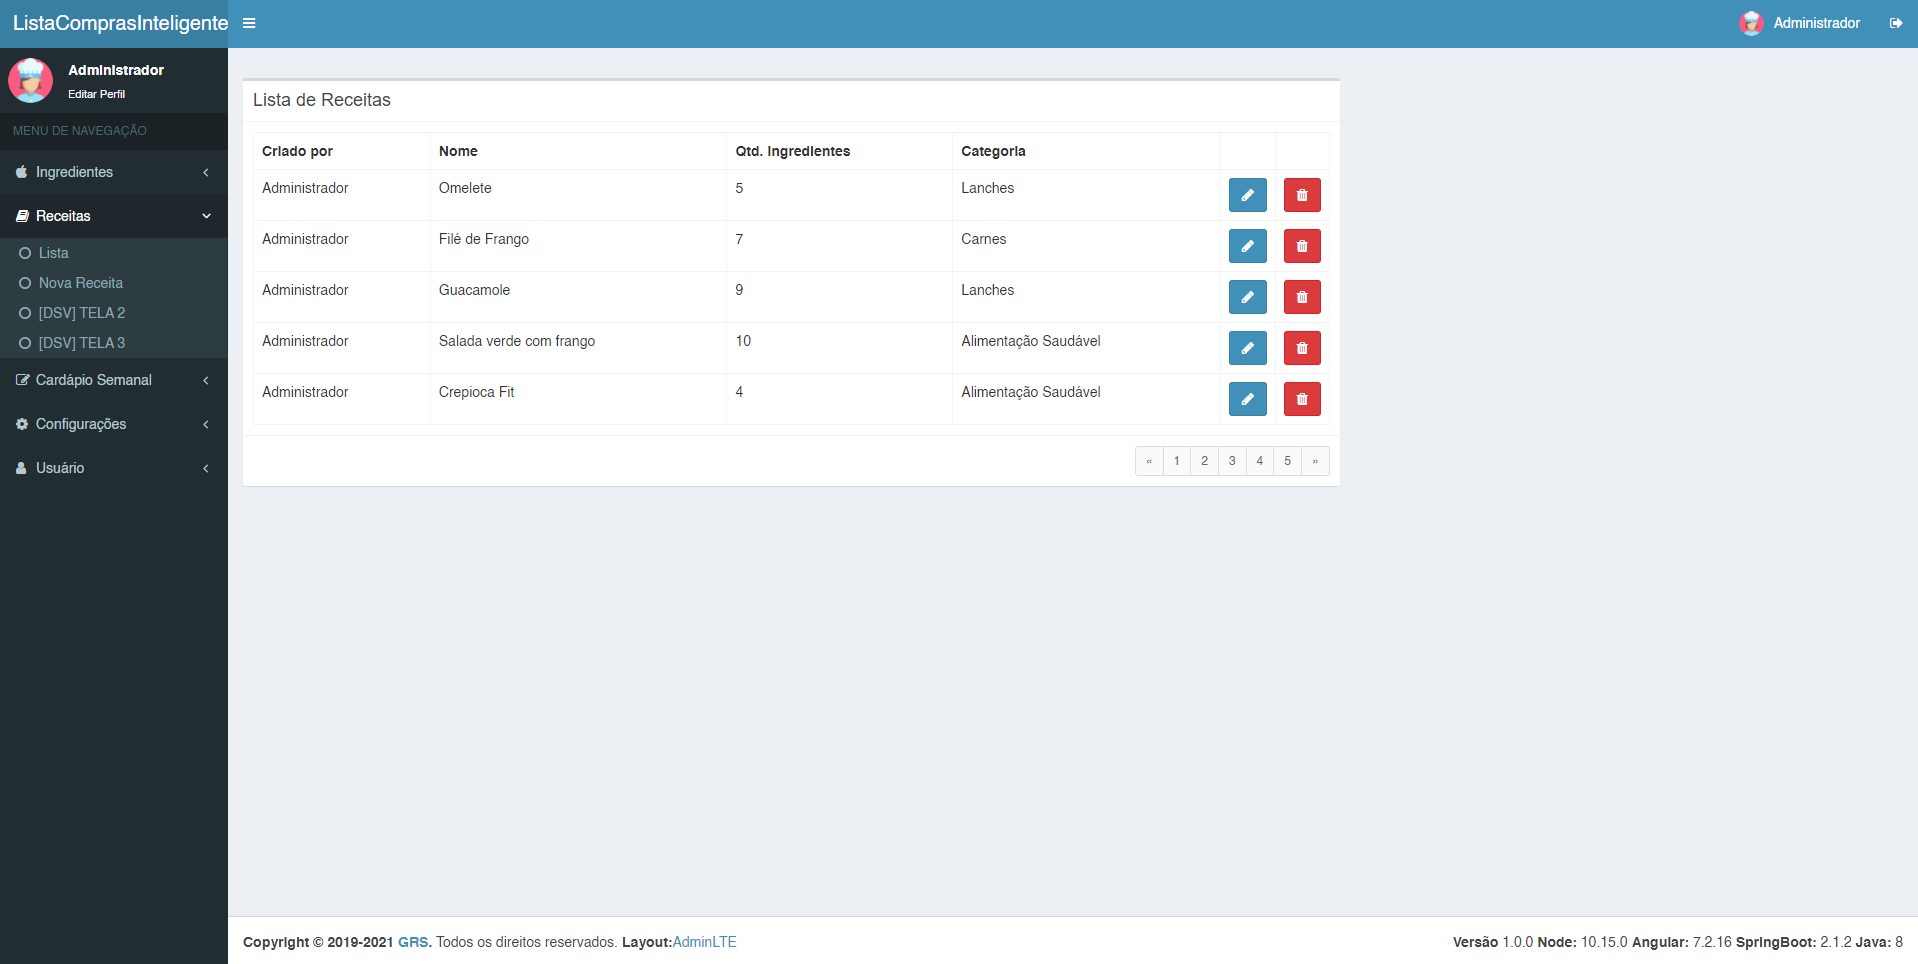 ListaComprasInteligente
Administrador
Administrador
Editar Perfil
MENU DE NAVEGAÇÃO
Ingredientes
Receitas
Lista
Nova Receita
[DSV] TELA 2
[DSV] TELA 3
Cardápio Semanal
Configurações
Usuário
Lista de Receitas
Criado por Nome Qtd. Ingredientes Categoria
Administrador Omelete 5 Lanches
Administrador Filé de Frango 7 Carnes
Administrador Guacamole 9 Lanches
Administrador Salada verde com frango 10 Alimentação Saudável
Administrador Crepioca Fit 4 Alimentação Saudável
« 1 2 3 4 5 »
Copyright © 2019-2021 GRS. Todos os direitos reservados. Layout:AdminLTE
Versão 1.0.0 Node: 10.15.0 Angular: 7.2.16 SpringBoot: 2.1.2 Java: 8